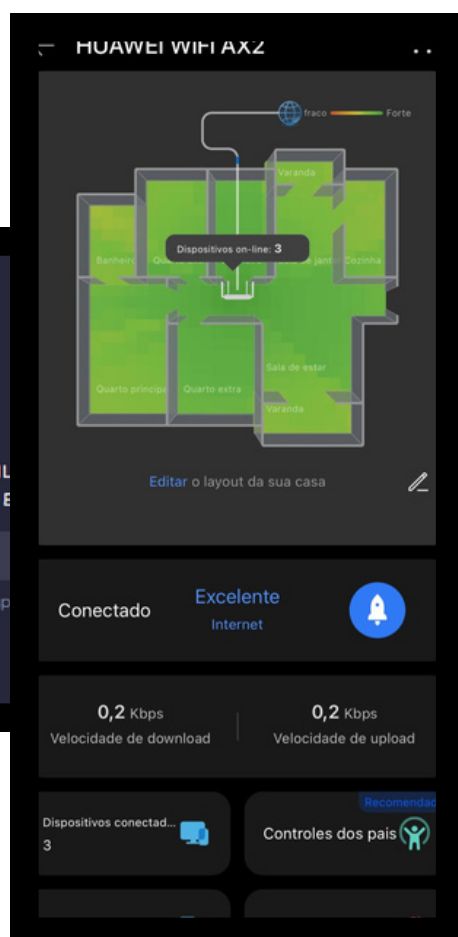 HUAWEI WIFI AX2
fraco Forte
Varanda
Dispositivos on-line: 3
Banheiro
Cozinha
Sala de estar
Quarto principal
Quarto extra
Varanda
Editar o layout da sua casa
Conectado
Excelente
Internet
0,2 Kbps
Velocidade de download
0,2 Kbps
Velocidade de upload
Dispositivos conectad...
3
Recomendad
Controles dos pais